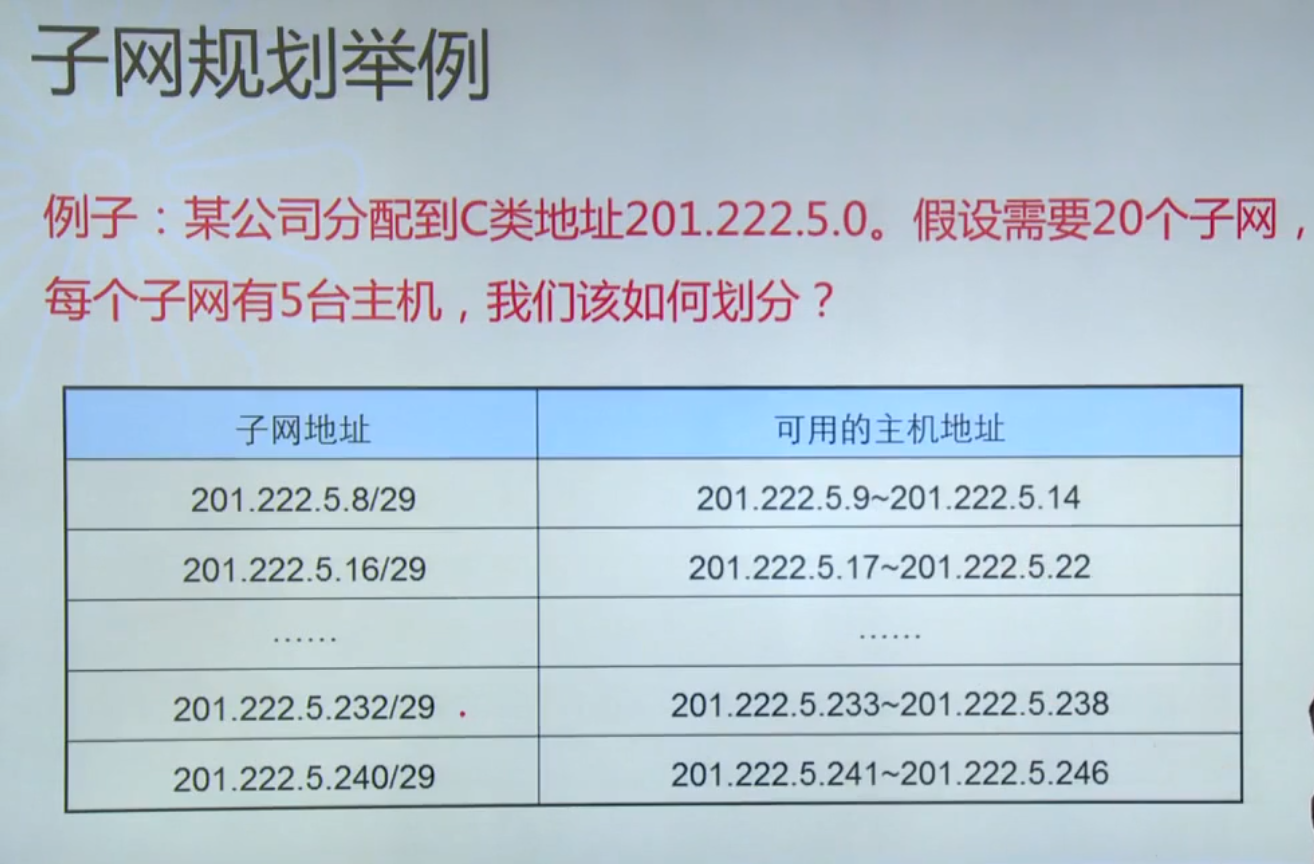 子网规划举例
例子：某公司分配到C类地址201.222.5.0。假设需要20个子网，
每个子网有5台主机，我们该如何划分？
子网地址 可用的主机地址
201.222.5.8/29 201.222.5.9~201.222.5.14
201.222.5.16/29 201.222.5.17~201.222.5.22
…… ……
201.222.5.232/29 201.222.5.233~201.222.5.238
201.222.5.240/29 201.222.5.241~201.222.5.246